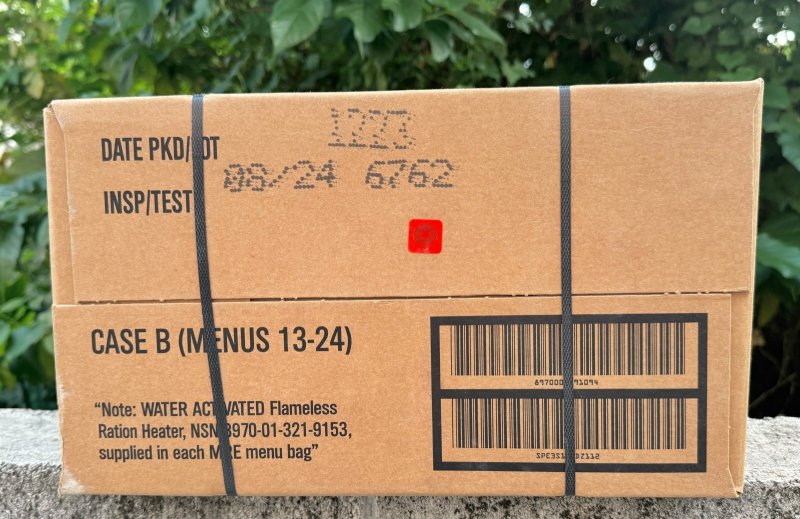 DATE PKD/LOT
1223
INSP/TEST 08/24 6762
CASE B (MENUS 13-24)
"Note: WATER ACTIVATED Flameless
Ration Heater, NSN 8970-01-321-9153,
supplied in each MRE menu bag"